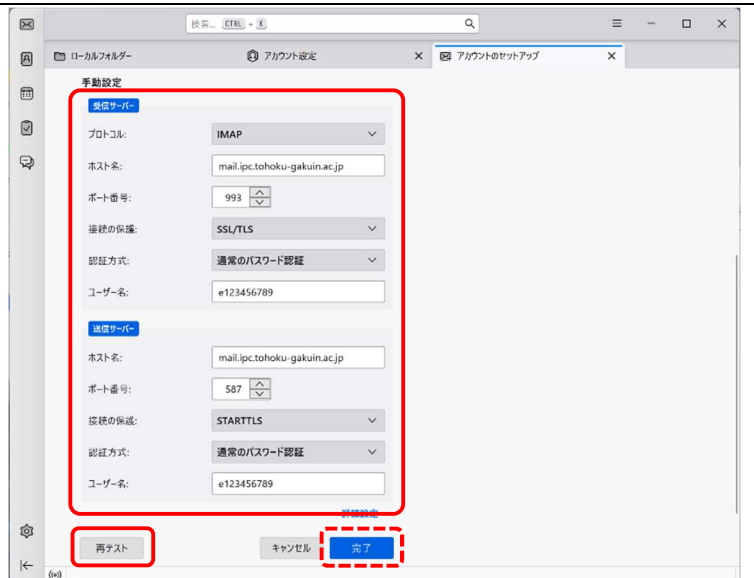 検索... CTRL + K
ローカルフォルダー アカウント設定 アカウントのセットアップ
手動設定
受信サーバー
プロトコル: IMAP
ホスト名: mail.ipc.tohoku-gakuin.ac.jp
ポート番号: 993
接続の保護: SSL/TLS
認証方式: 通常のパスワード認証
ユーザー名: e123456789
送信サーバー
ホスト名: mail.ipc.tohoku-gakuin.ac.jp
ポート番号: 587
接続の保護: STARTTLS
認証方式: 通常のパスワード認証
ユーザー名: e123456789
詳細設定
再テスト キャンセル 完了